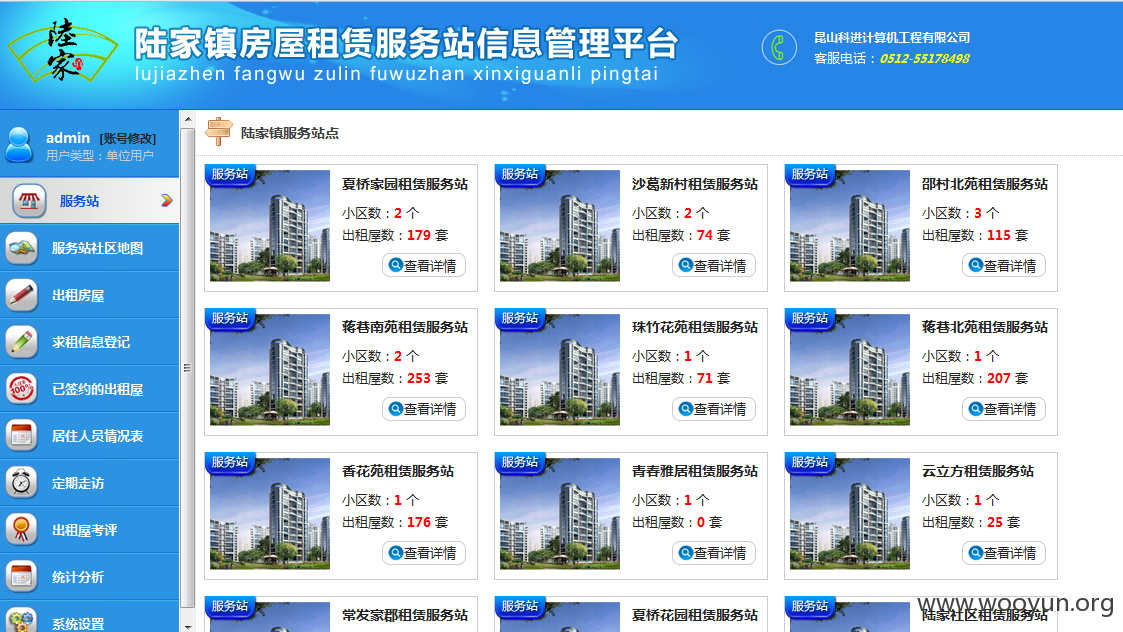 陆家
陆家镇房屋租赁服务站信息管理平台
lujiazhen fangwu zulin fuwuzhan xinxiguanli pingtai
昆山科进计算机工程有限公司
客服电话：0512-55178498
admin [账号修改]
用户类型：单位用户
服务站
服务站社区地图
出租房屋
求租信息登记
已签约的出租屋
居住人员情况表
定期走访
出租屋考评
统计分析
系统设置
陆家镇服务站点
服务站
夏桥家园租赁服务站
小区数：2 个
出租屋数：179 套
查看详情
服务站
沙葛新村租赁服务站
小区数：2 个
出租屋数：74 套
查看详情
服务站
邵村北苑租赁服务站
小区数：3 个
出租屋数：115 套
查看详情
服务站
蒋巷南苑租赁服务站
小区数：2 个
出租屋数：253 套
查看详情
服务站
珠竹花苑租赁服务站
小区数：1 个
出租屋数：71 套
查看详情
服务站
蒋巷北苑租赁服务站
小区数：1 个
出租屋数：207 套
查看详情
服务站
香花苑租赁服务站
小区数：1 个
出租屋数：176 套
查看详情
服务站
青春雅居租赁服务站
小区数：1 个
出租屋数：0 套
查看详情
服务站
云立方租赁服务站
小区数：1 个
出租屋数：25 套
查看详情
服务站
常发家郡租赁服务站
服务站
夏桥花园租赁服务站
服务站
陆家社区租赁服务站
www.wooyun.org